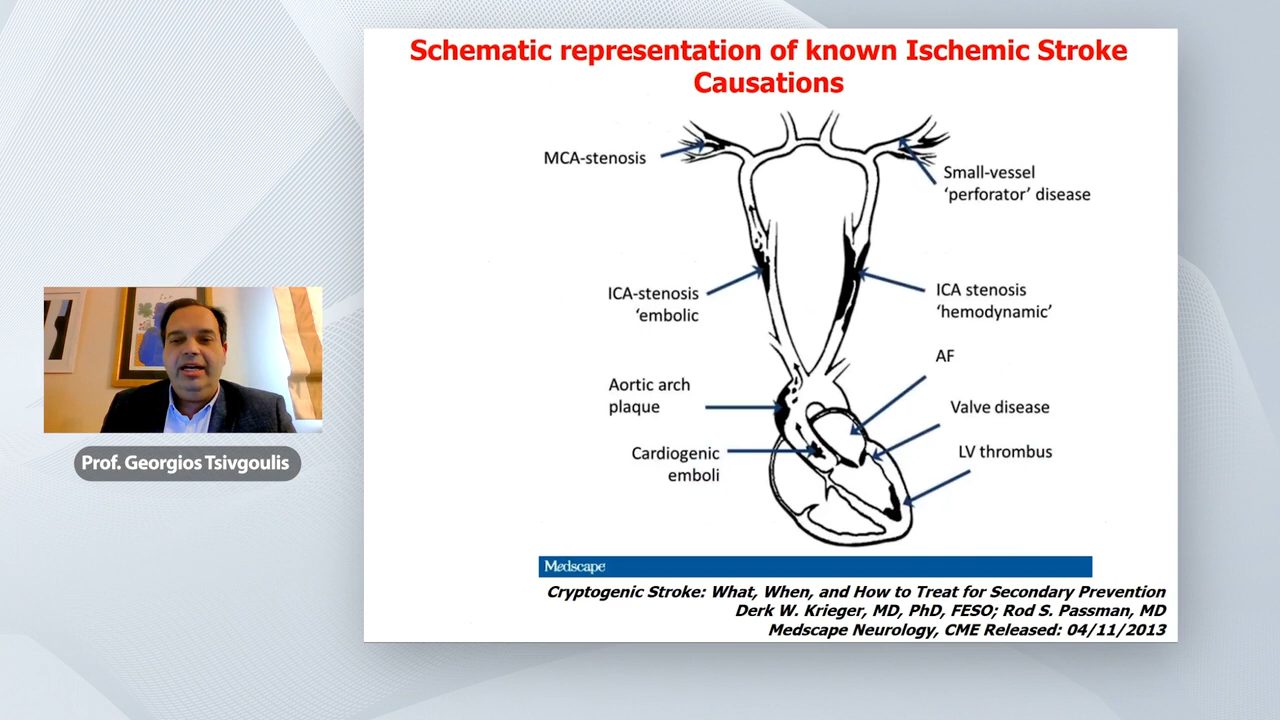 Schematic representation of known Ischemic Stroke
Causations
MCA-stenosis
Small-vessel
‘perforator’ disease
ICA-stenosis
‘embolic
ICA stenosis
‘hemodynamic’
AF
Aortic arch
plaque
Valve disease
Cardiogenic
emboli
LV thrombus
Medscape
Cryptogenic Stroke: What, When, and How to Treat for Secondary Prevention
Derk W. Krieger, MD, PhD, FESO; Rod S. Passman, MD
Medscape Neurology, CME Released: 04/11/2013
Prof. Georgios Tsivgoulis